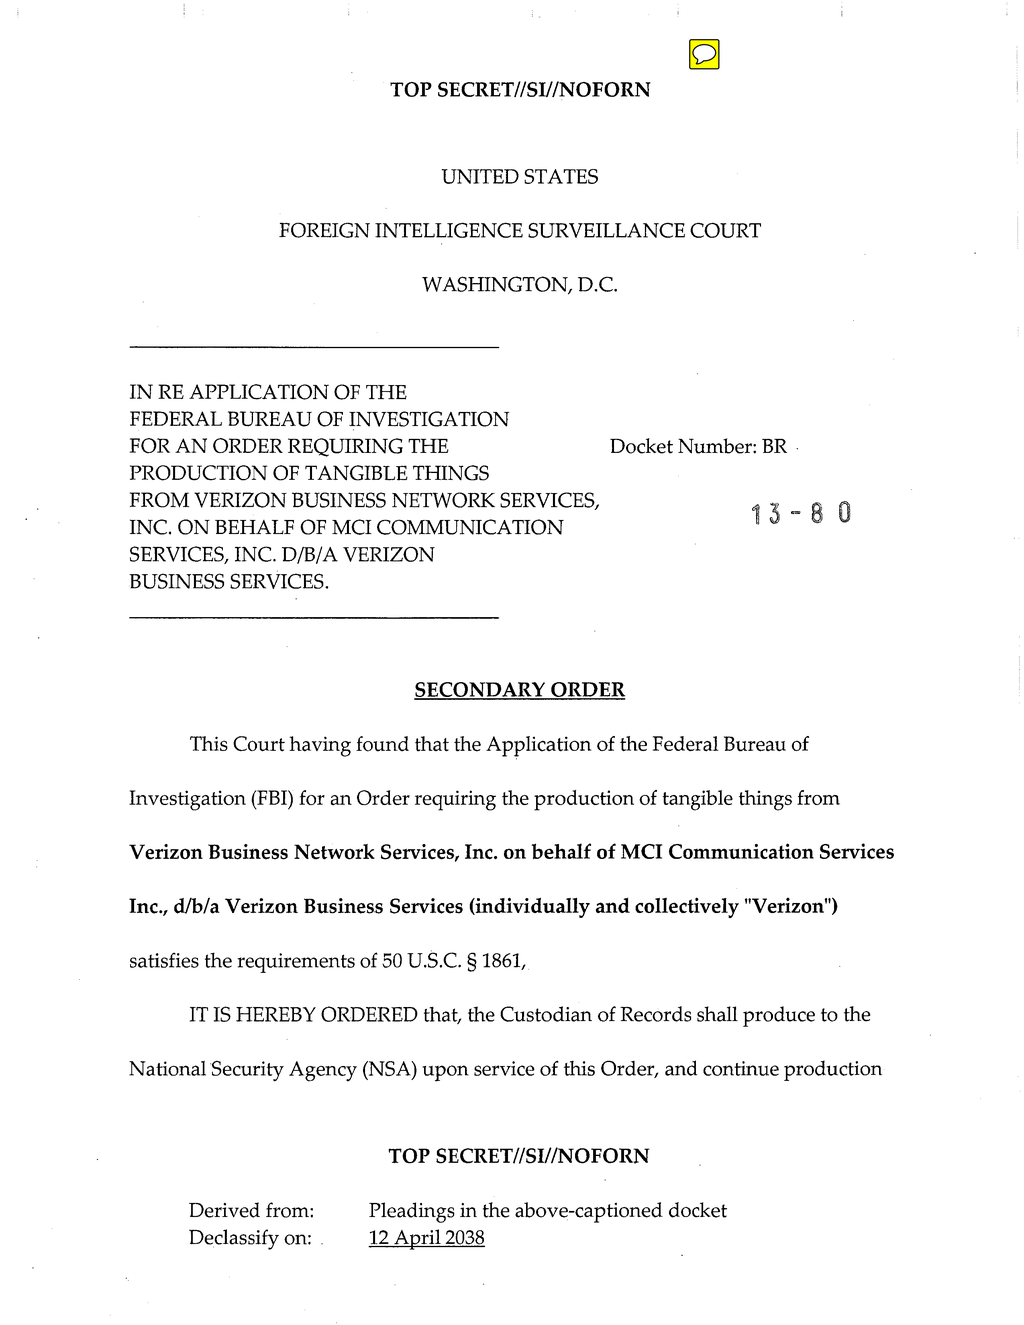 TOP SECRET//SI//NOFORN
UNITED STATES
FOREIGN INTELLIGENCE SURVEILLANCE COURT
WASHINGTON, D.C.
IN RE APPLICATION OF THE
FEDERAL BUREAU OF INVESTIGATION
FOR AN ORDER REQUIRING THE
PRODUCTION OF TANGIBLE THINGS
FROM VERIZON BUSINESS NETWORK SERVICES,
INC. ON BEHALF OF MCI COMMUNICATION
SERVICES, INC. D/B/A VERIZON
BUSINESS SERVICES.
Docket Number: BR
13-80
SECONDARY ORDER
This Court having found that the Application of the Federal Bureau of
Investigation (FBI) for an Order requiring the production of tangible things from
Verizon Business Network Services, Inc. on behalf of MCI Communication Services
Inc., d/b/a Verizon Business Services (individually and collectively "Verizon")
satisfies the requirements of 50 U.S.C. § 1861,
IT IS HEREBY ORDERED that, the Custodian of Records shall produce to the
National Security Agency (NSA) upon service of this Order, and continue production
TOP SECRET//SI//NOFORN
Derived from: Pleadings in the above-captioned docket
Declassify on: 12 April 2038